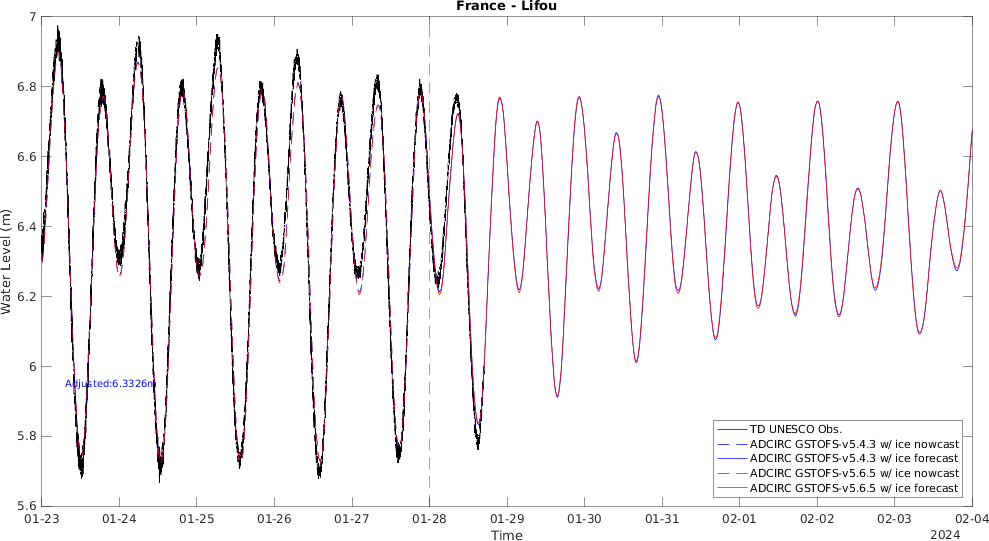 France - Lifou
7
6.8
6.6
6.4
6.2
6
5.8
5.6
Water Level (m)
Adjusted:6.3326m
TD UNESCO Obs.
ADCIRC GSTOFS-v5.4.3 w/ ice nowcast
ADCIRC GSTOFS-v5.4.3 w/ ice forecast
ADCIRC GSTOFS-v5.6.5 w/ ice nowcast
ADCIRC GSTOFS-v5.6.5 w/ ice forecast
01-23 01-24 01-25 01-26 01-27 01-28 01-29 01-30 01-31 02-01 02-02 02-03 02-04
Time
2024